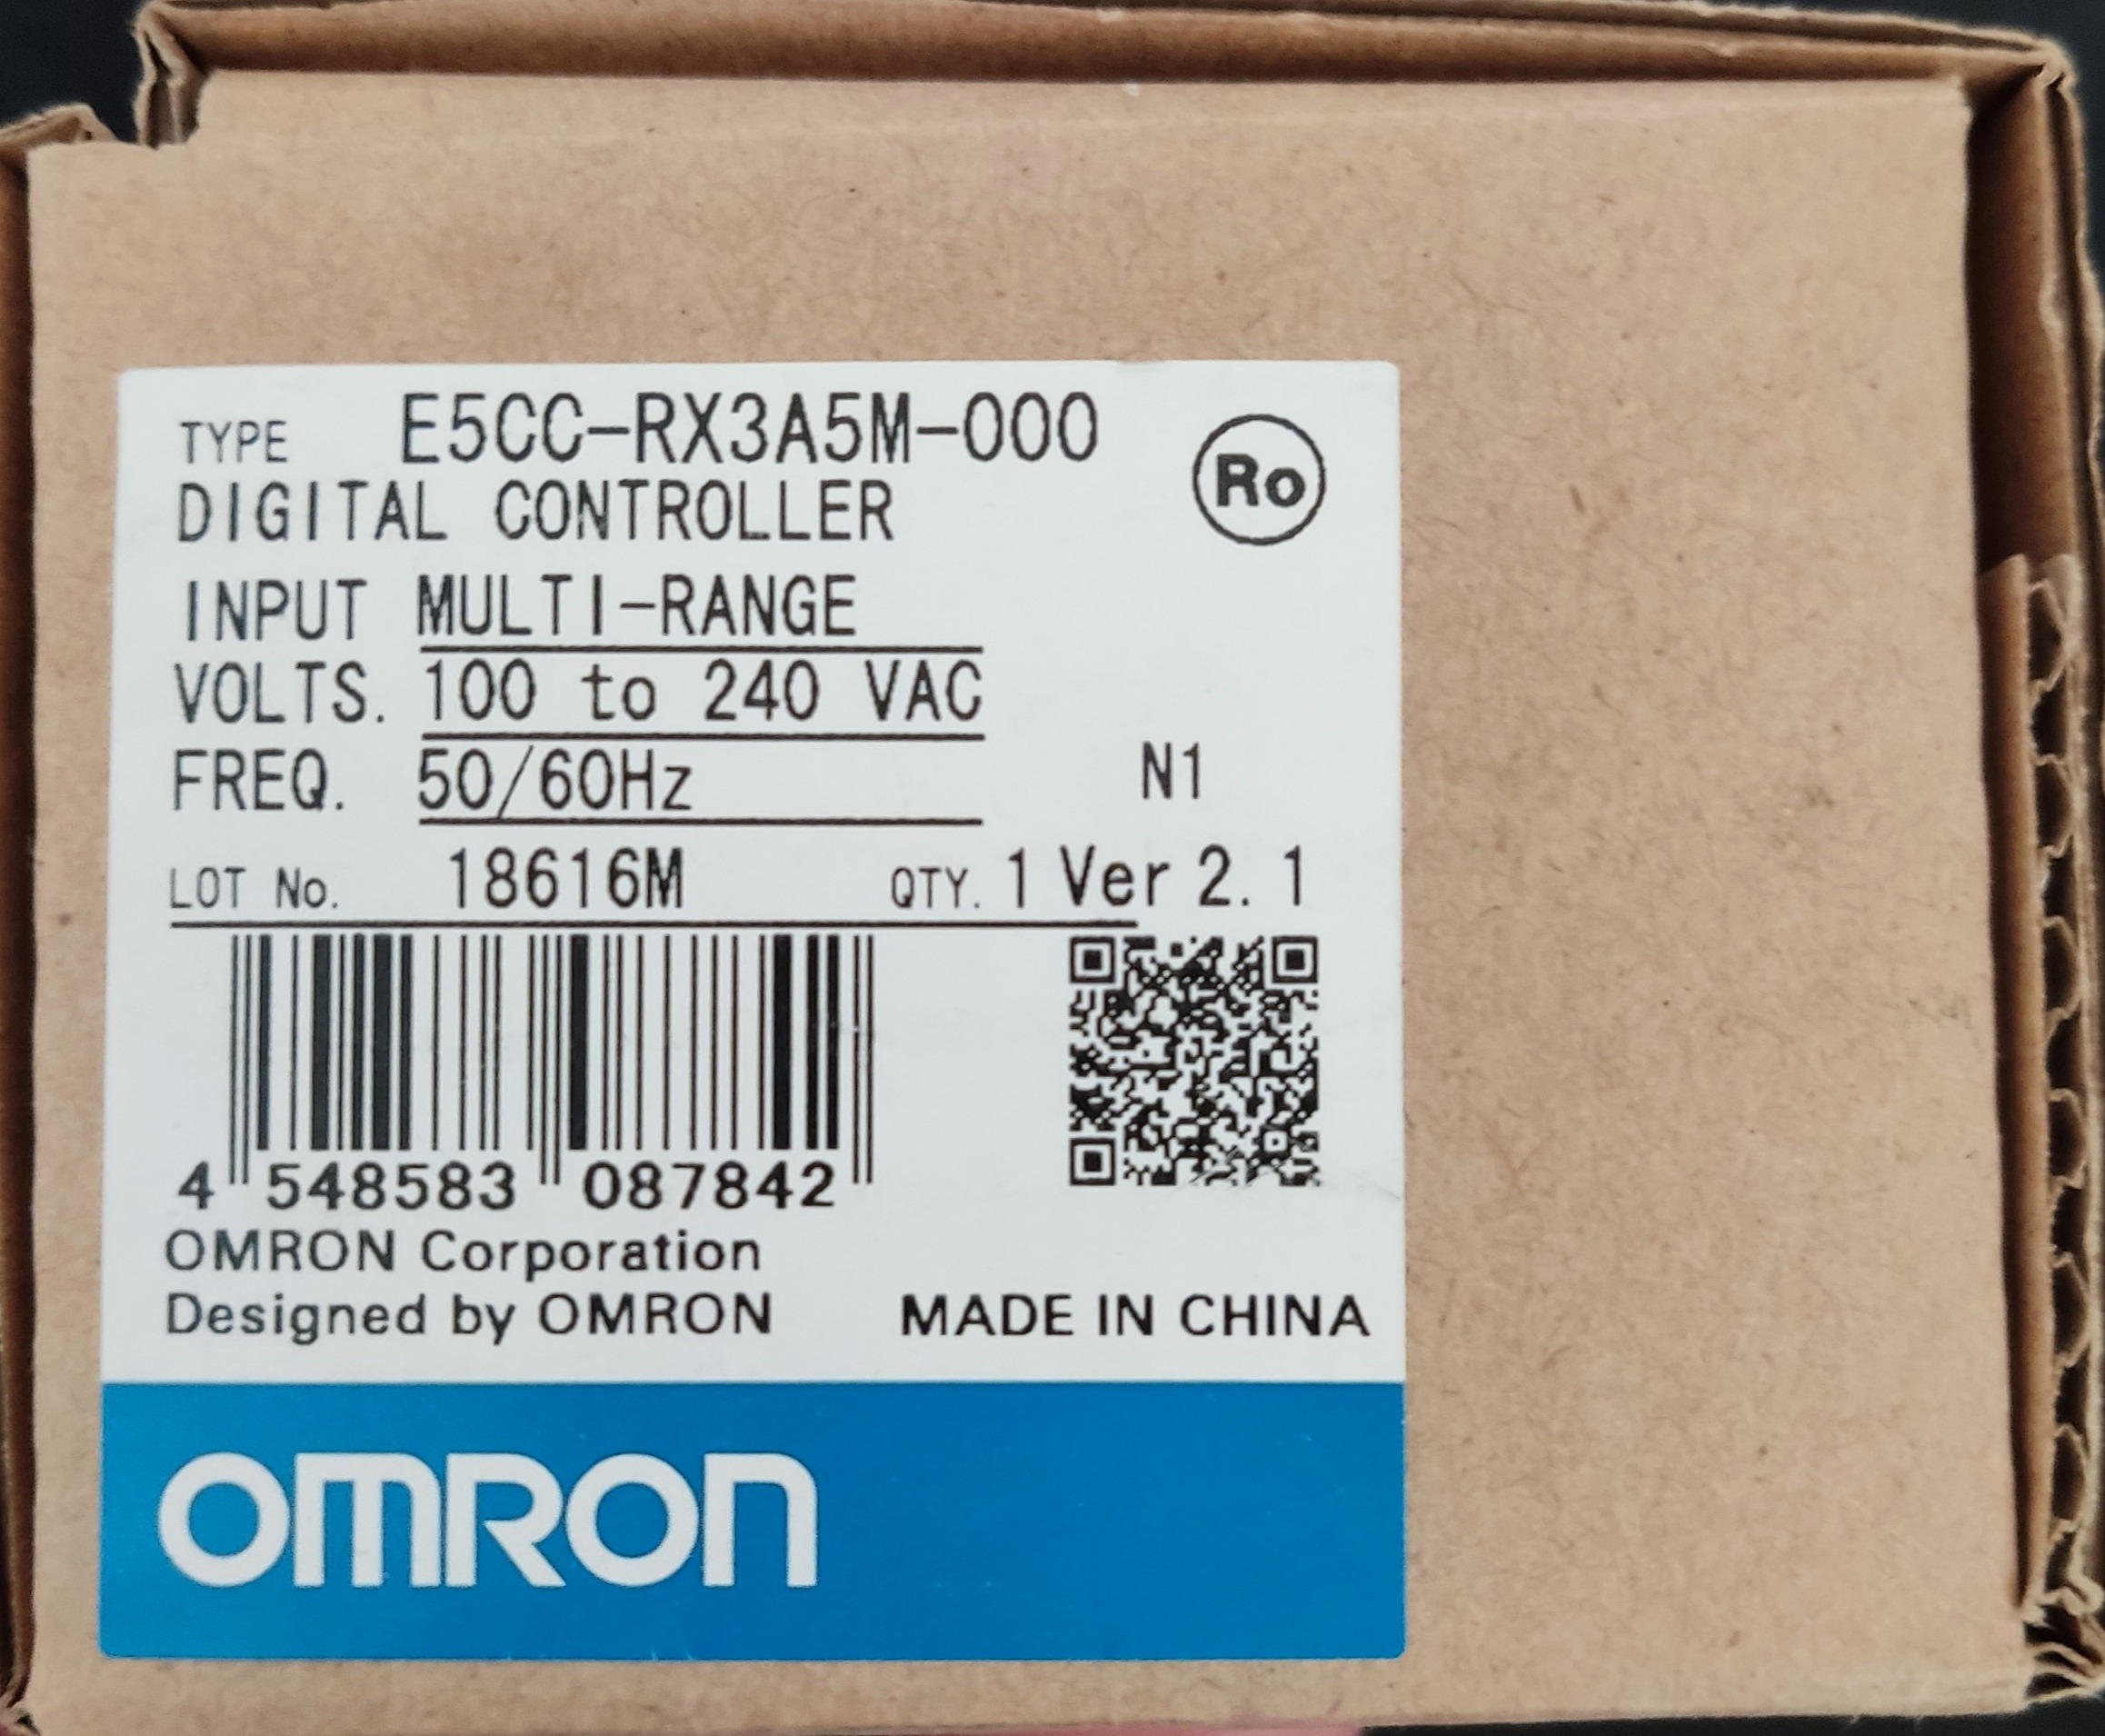 TYPE E5CC-RX3A5M-000
Ro
DIGITAL CONTROLLER
INPUT MULTI-RANGE
VOLTS. 100 to 240 VAC
FREQ. 50/60Hz
N1
LOT No. 18616M QTY. 1 Ver 2.1
4 548583 087842
OMRON Corporation
Designed by OMRON MADE IN CHINA
OMRON